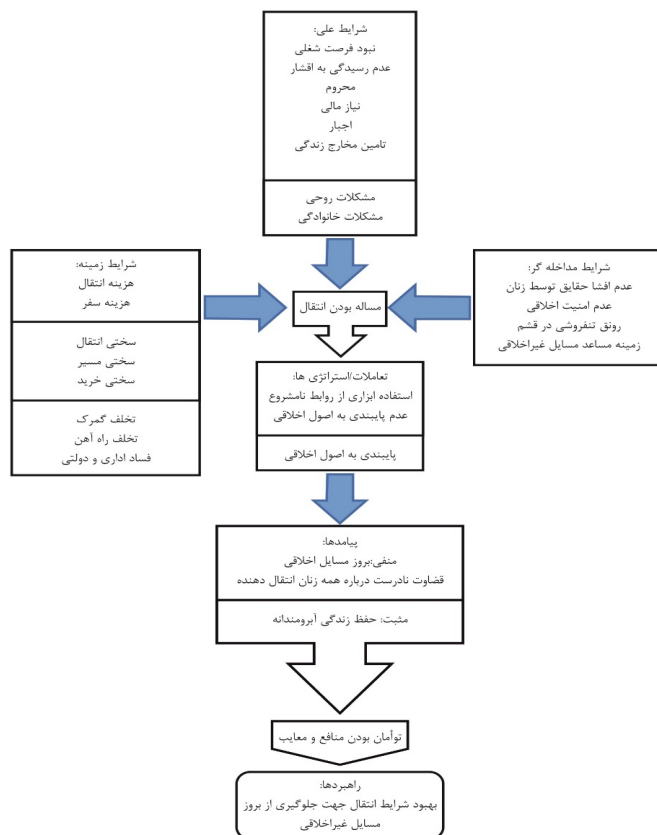 شرایط علی:
نبود فرصت شغلی
عدم رسیدگی به اقشار
محروم
نیاز مالی
اجبار
تامین مخارج زندگی
مشکلات روحی
مشکلات خانوادگی
شرایط مداخله گر:
عدم افشا حقایق توسط زنان
عدم امنیت اخلاقی
رونق تنفروشی در قشم
زمینه مساعد مسایل غیراخلاقی
مساله بودن انتقال
شرایط زمینه:
هزینه انتقال
هزینه سفر
سختی انتقال
سختی مسیر
سختی خرید
تخلف گمرک
تخلف راه آهن
فساد اداری و دولتی
تعاملات/استراتژی ها:
استفاده ابزاری از روابط نامشروع
عدم پایبندی به اصول اخلاقی
پایبندی به اصول اخلاقی
پیامدها:
منفی:بروز مسایل اخلاقی
قضاوت نادرست درباره همه زنان انتقال دهنده
مثبت: حفظ زندگی آبرومندانه
توأمان بودن منافع و معایب
راهبردها:
بهبود شرایط انتقال جهت جلوگیری از بروز
مسایل غیراخلاقی